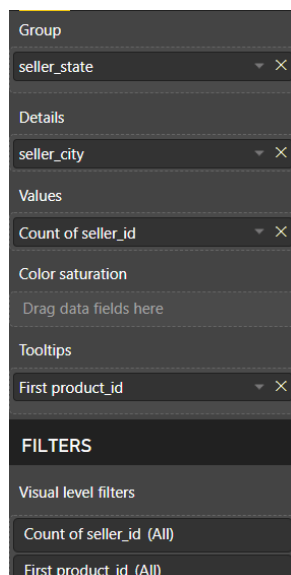 Group
seller_state
Details
seller_city
Values
Count of seller_id
Color saturation
Drag data fields here
Tooltips
First product_id
FILTERS
Visual level filters
Count of seller_id (All)
First product_id (All)